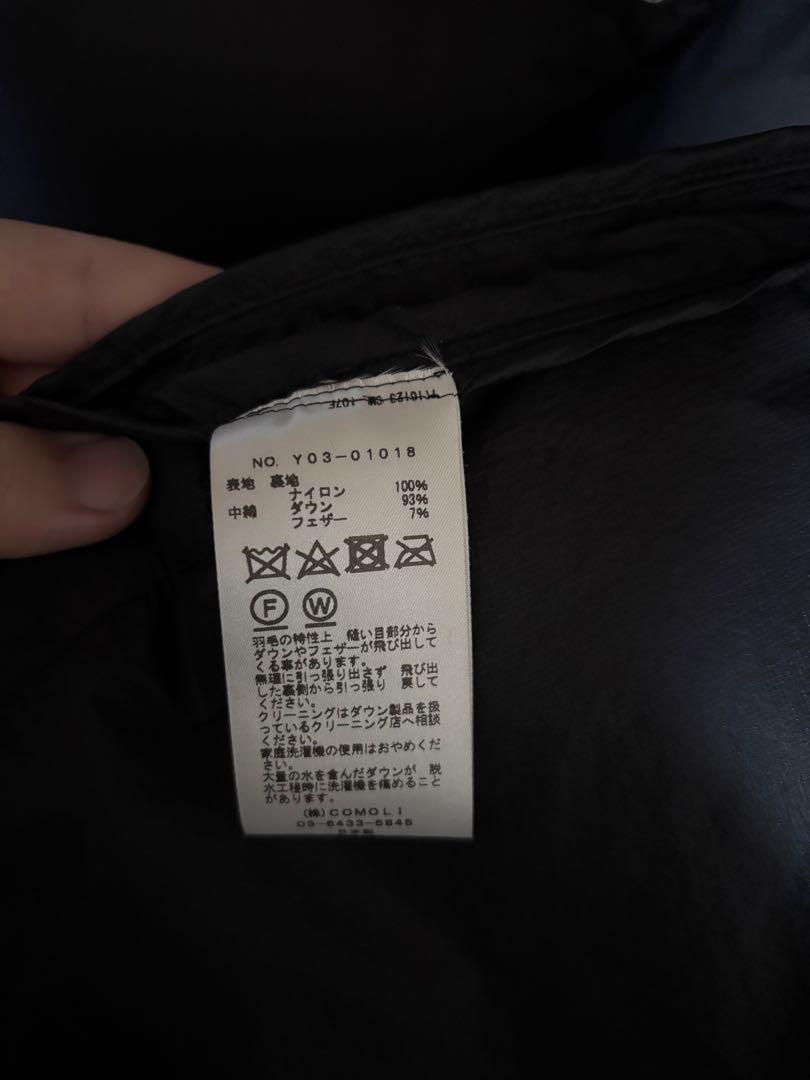 NO. Y03-01018
表地 裏地
ナイロン 100%
中綿 ダウン 93%
フェザー 7%
F W
羽毛の特性上 縫い目部分から
ダウンやフェザーが飛び出して
くる事があります。
無理に引っ張り出さず 飛び出
した裏側から引っ張り 戻して
ください。
クリーニングはダウン製品を扱
っているクリーニング店へ相談
ください。
家庭洗濯機の使用はおやめくだ
さい。
大量の水を含んだダウンが 脱
水工程時に洗濯機を痛めること
があります。
(株)COMOLI
03-6433-5845